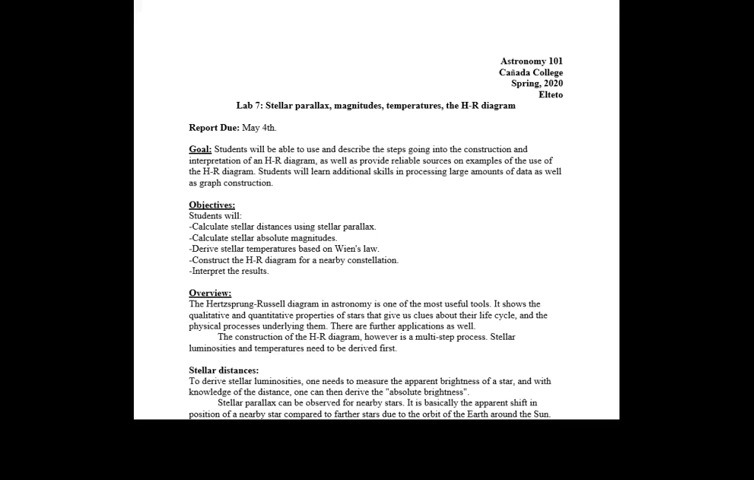 Astronomy 101
Cañada College
Spring, 2020
Elteto
Lab 7: Stellar parallax, magnitudes, temperatures, the H-R diagram
Report Due: May 4th.
Goal: Students will be able to use and describe the steps going into the construction and
interpretation of an H-R diagram, as well as provide reliable sources on examples of the use of
the H-R diagram. Students will learn additional skills in processing large amounts of data as well
as graph construction.
Objectives:
Students will:
-Calculate stellar distances using stellar parallax.
-Calculate stellar absolute magnitudes.
-Derive stellar temperatures based on Wien's law.
-Construct the H-R diagram for a nearby constellation.
-Interpret the results.
Overview:
The Hertzsprung-Russell diagram in astronomy is one of the most useful tools. It shows the
qualitative and quantitative properties of stars that give us clues about their life cycle, and the
physical processes underlying them. There are further applications as well.
The construction of the H-R diagram, however is a multi-step process. Stellar
luminosities and temperatures need to be derived first.
Stellar distances:
To derive stellar luminosities, one needs to measure the apparent brightness of a star, and with
knowledge of the distance, one can then derive the "absolute brightness".
Stellar parallax can be observed for nearby stars. It is basically the apparent shift in
position of a nearby star compared to farther stars due to the orbit of the Earth around the Sun.